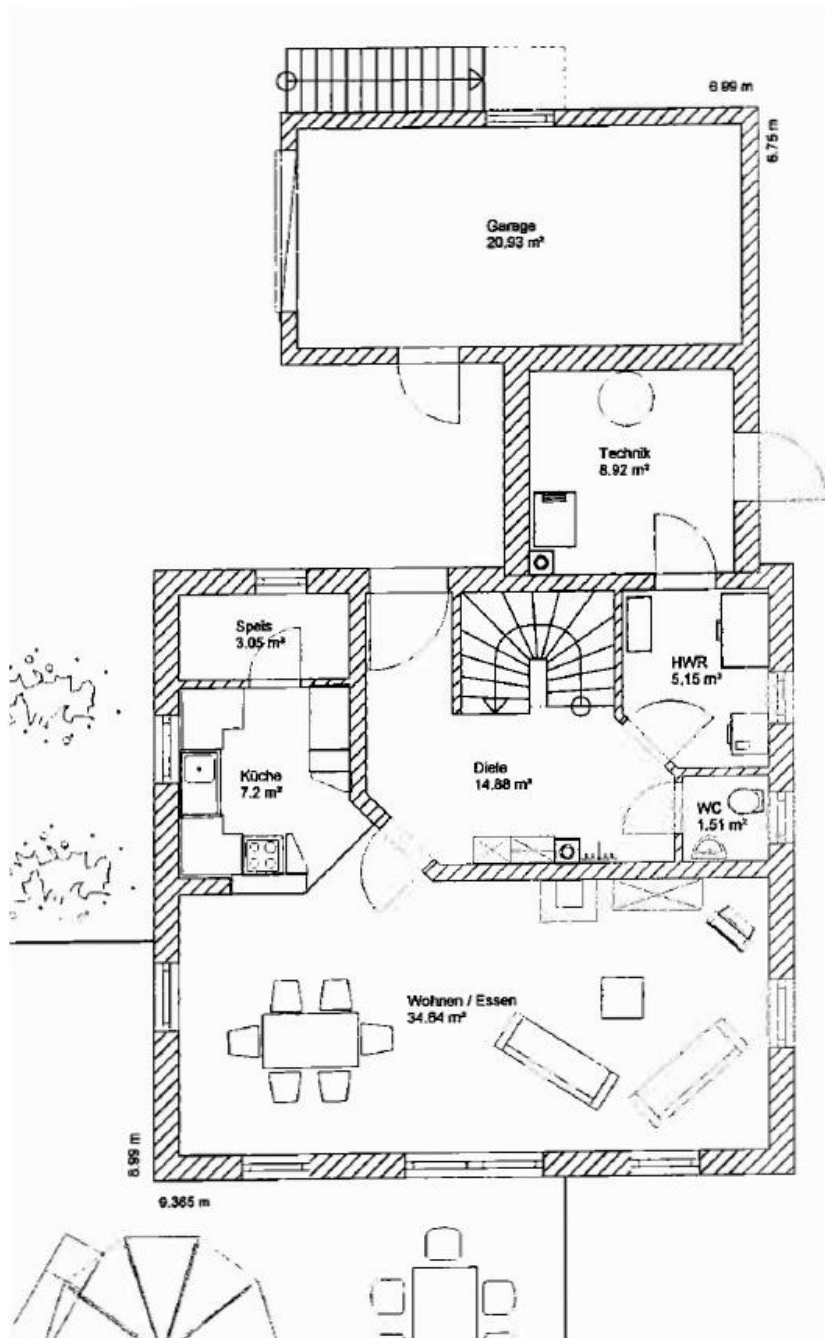 6.99 m
6.75 m
Garage
20,93 m²
Technik
8.92 m²
Speis
3.05 m²
HWR
5,15 m²
Küche
7.2 m²
Diele
14,88 m²
WC
1.51 m²
Wohnen / Essen
34.64 m²
8.99 m
9.365 m